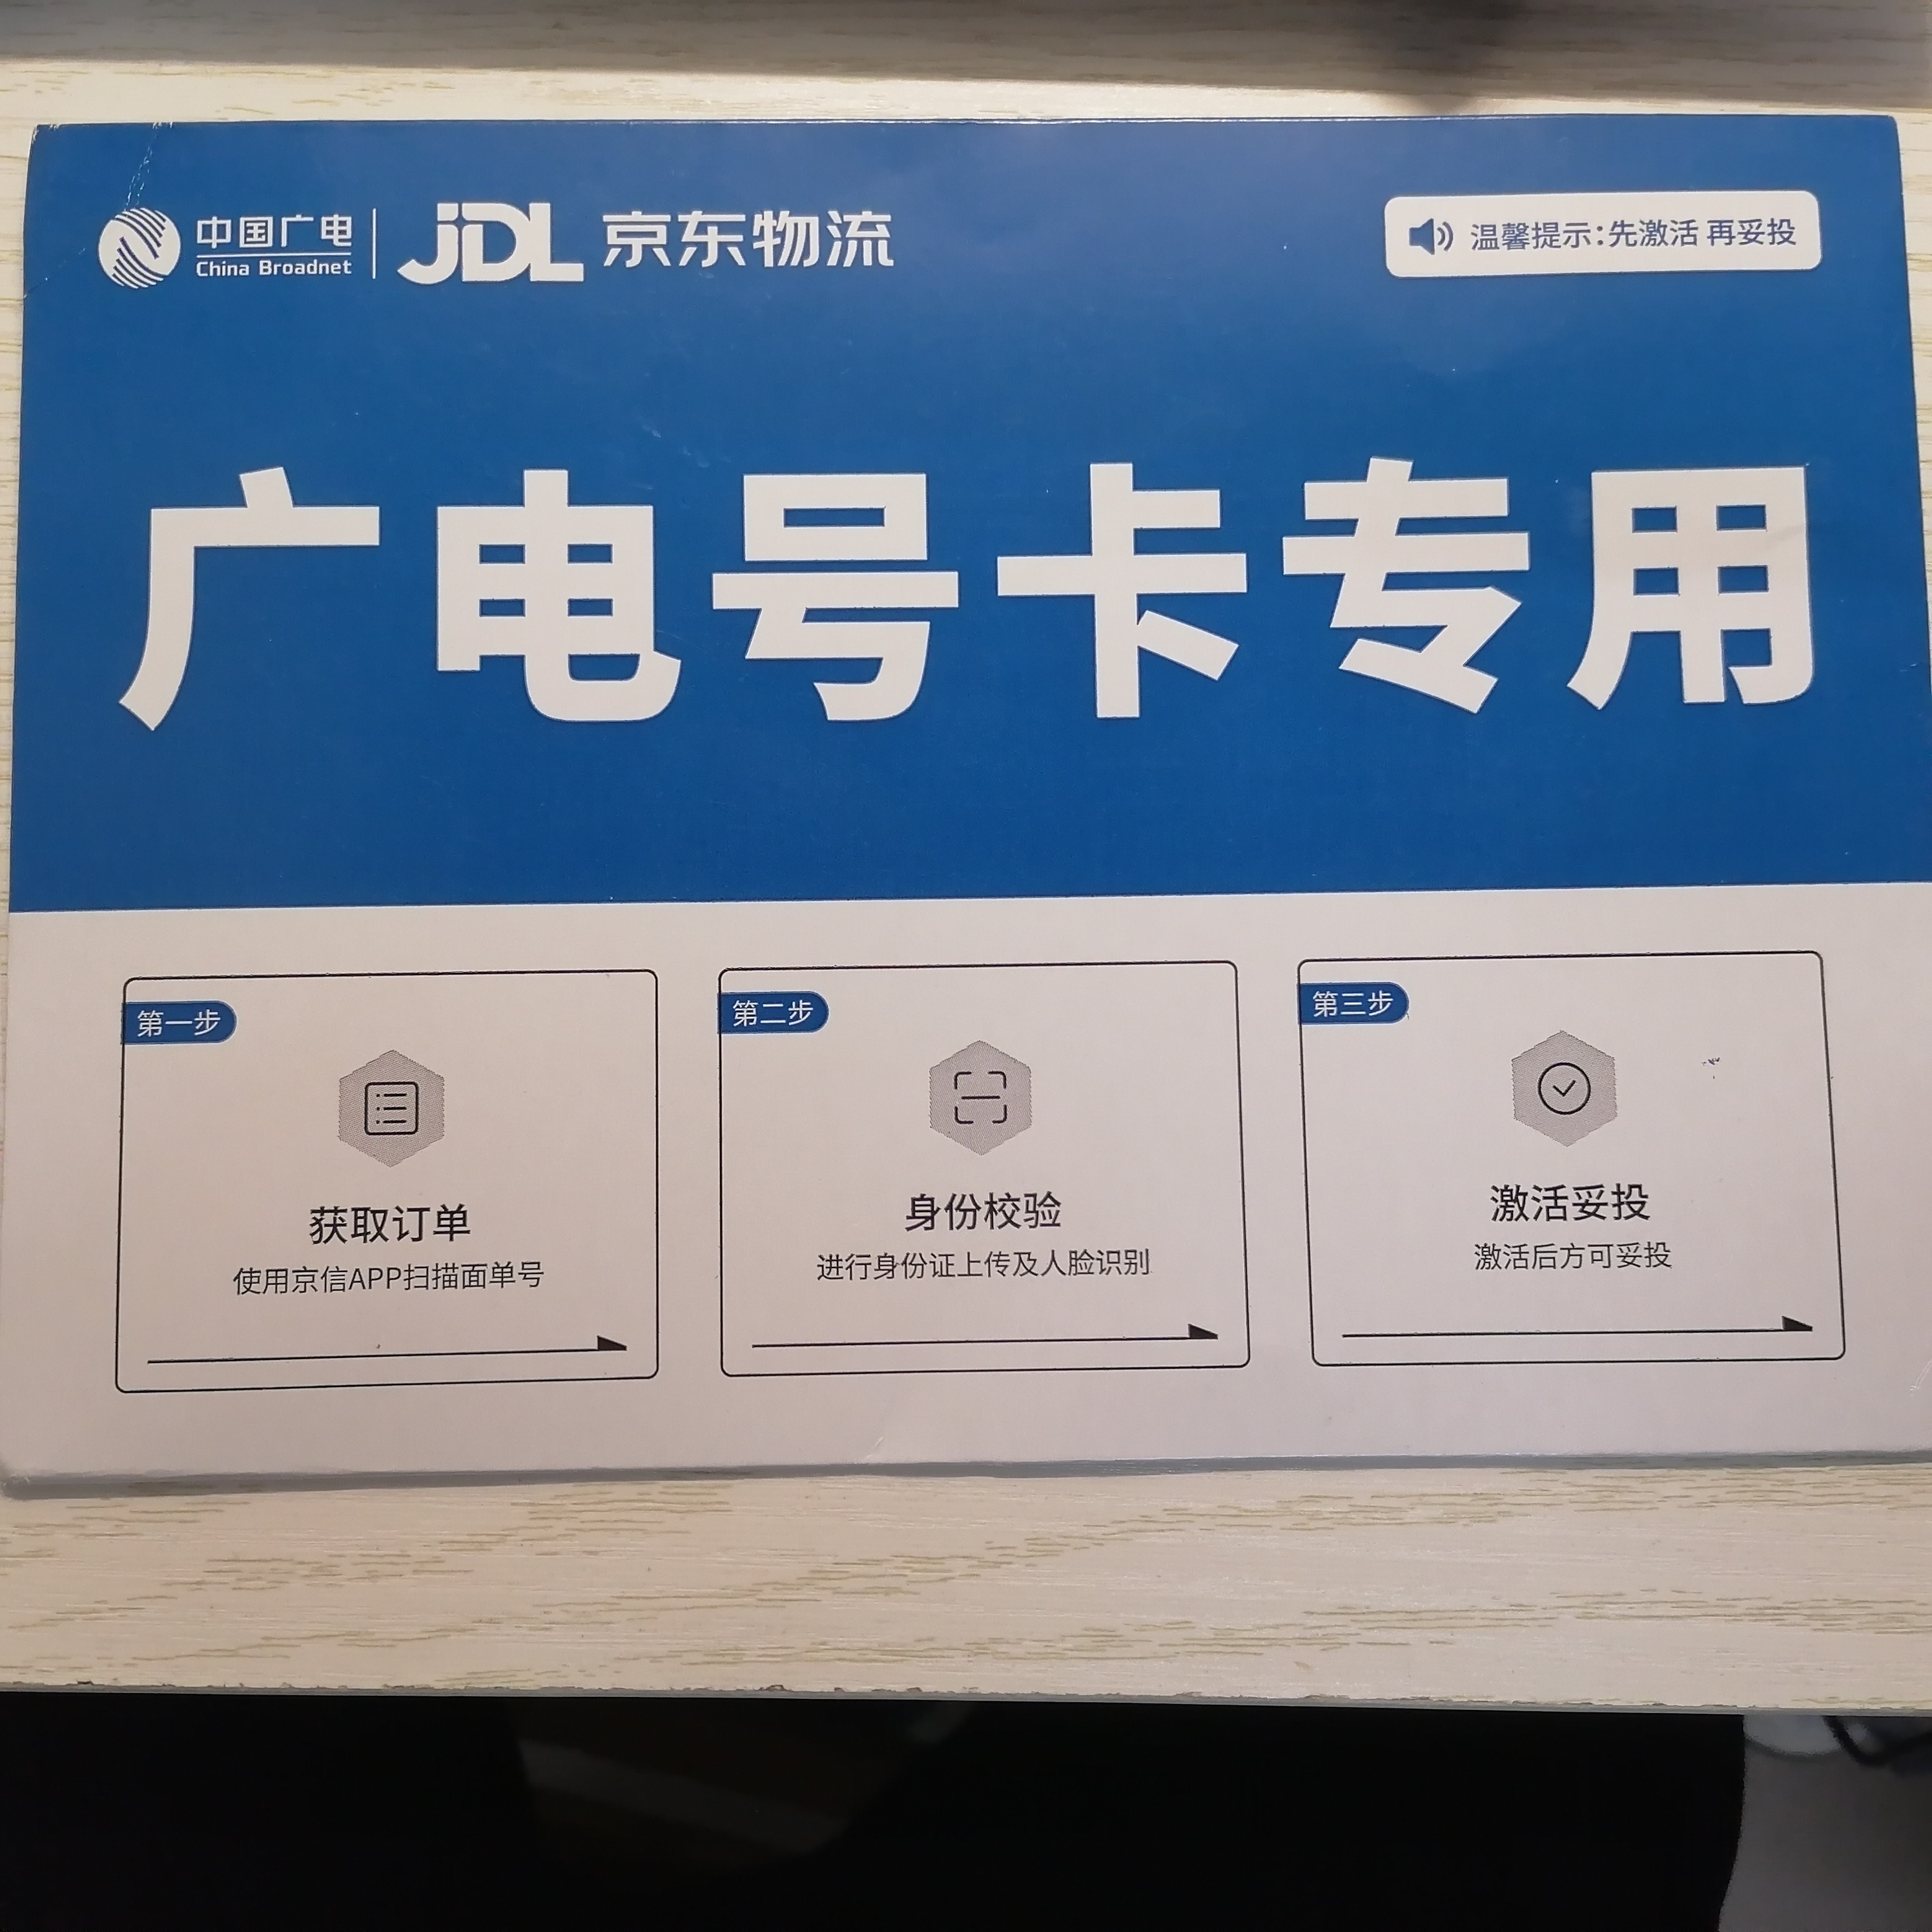 中国广电
China Broadnet
JDL 京东物流
温馨提示:先激活 再妥投
广电号卡专用
第一步
获取订单
使用京信APP扫描面单号
第二步
身份校验
进行身份证上传及人脸识别
第三步
激活妥投
激活后方可妥投